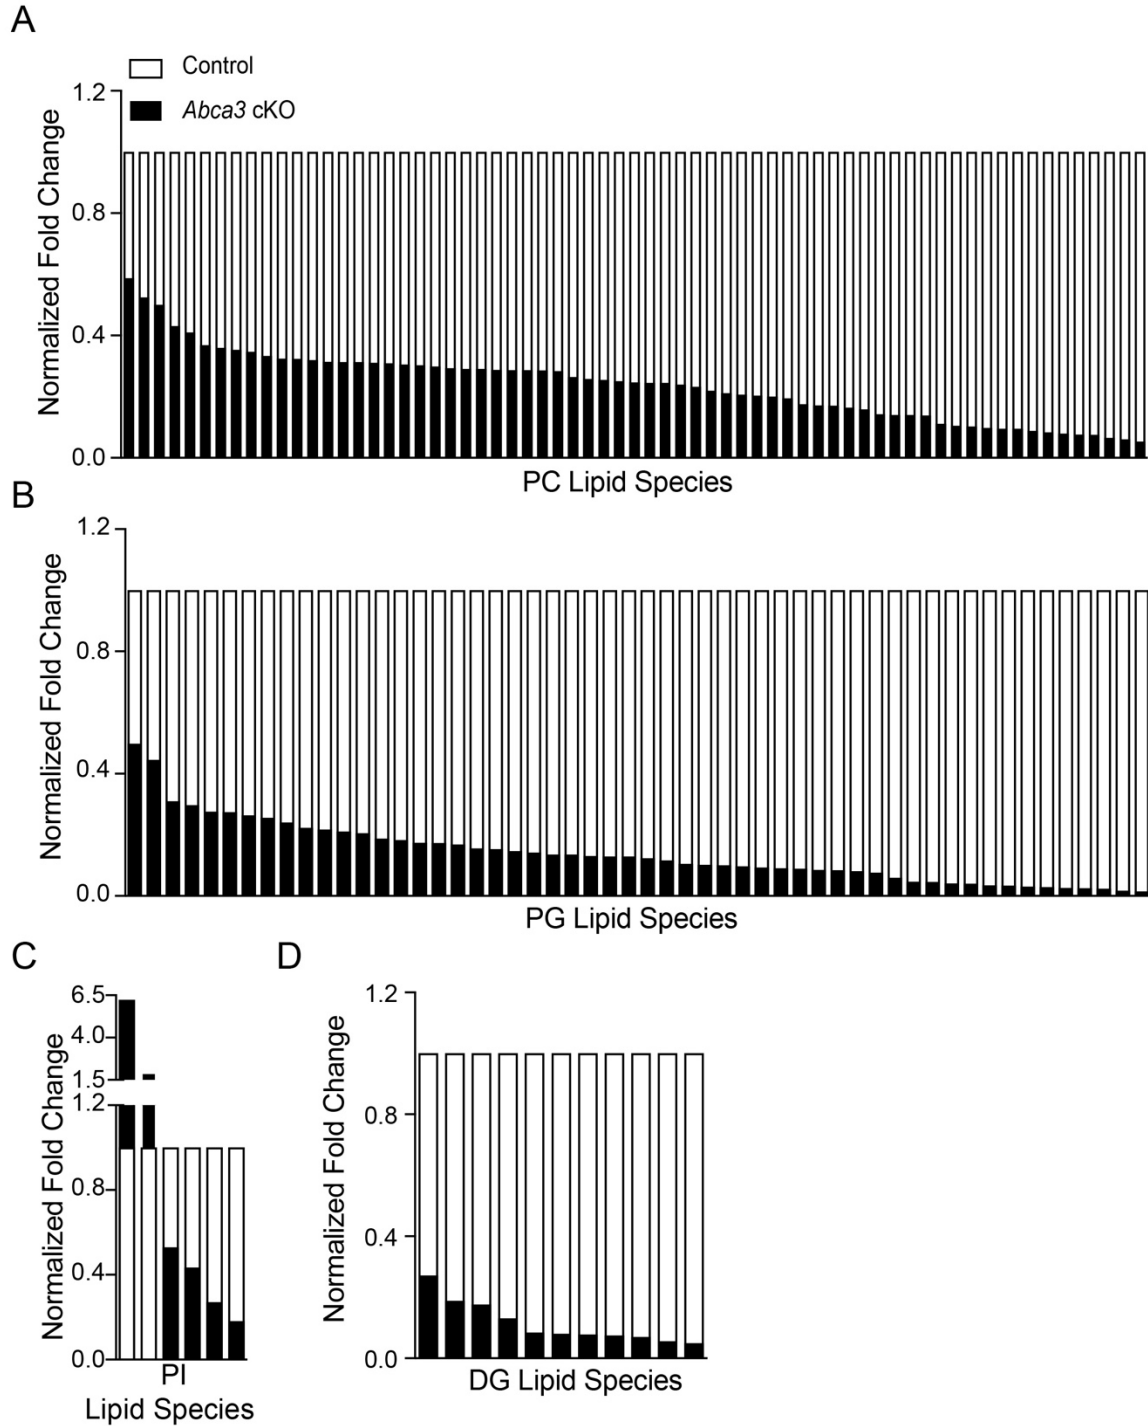 A
Control
Abca3 cKO
1.2
0.8
0.4
0.0
Normalized Fold Change
PC Lipid Species
B
1.2
0.8
0.4
0.0
Normalized Fold Change
PG Lipid Species
C
6.5
4.0
1.5
1.2
0.8
0.4
0.0
Normalized Fold Change
PI
Lipid Species
D
1.2
0.8
0.4
0.0
Normalized Fold Change
DG Lipid Species